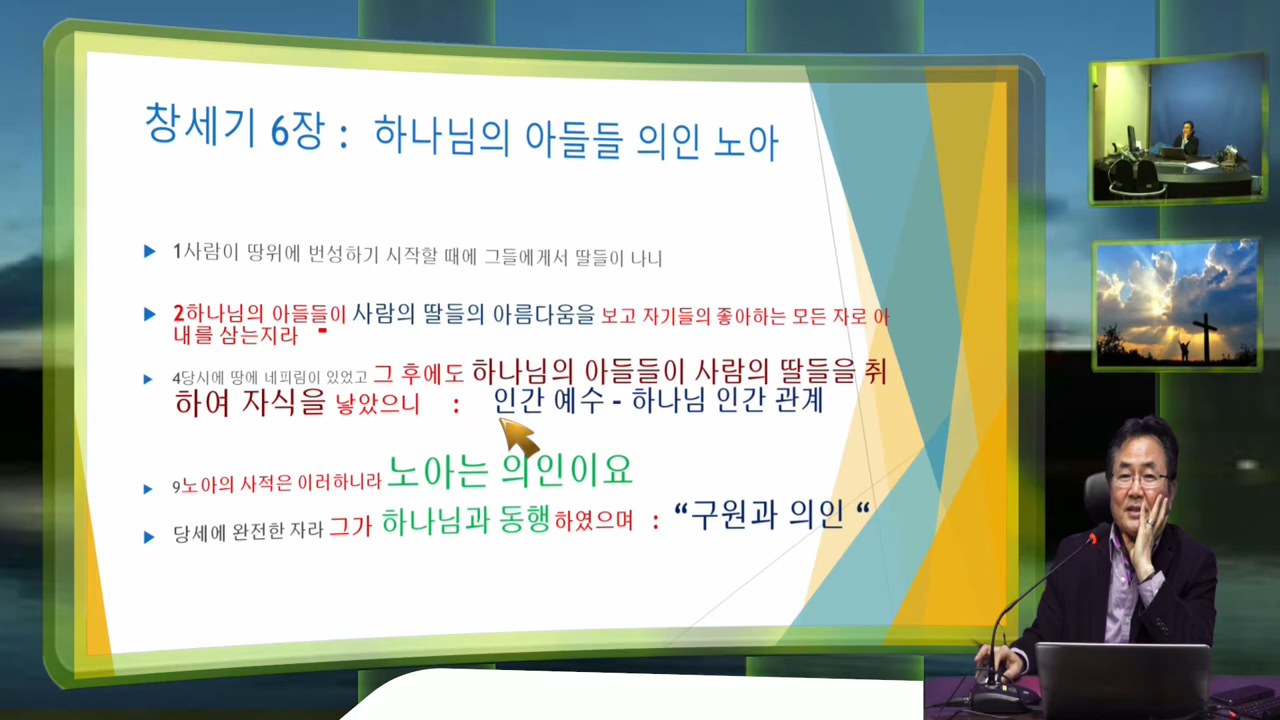 창세기 6장 : 하나님의 아들들 의인 노아
1사람이 땅위에 번성하기 시작할 때에 그들에게서 딸들이 나니
2하나님의 아들들이 사람의 딸들의 아름다움을 보고 자기들의 좋아하는 모든 자로 아
내를 삼는지라
4당시에 땅에 네피림이 있었고 그 후에도 하나님의 아들들이 사람의 딸들을 취
하여 자식을 낳았으니 : 인간 예수 - 하나님 인간 관계
9노아의 사적은 이러하니라 노아는 의인이요
당세에 완전한 자라 그가 하나님과 동행하였으며 : “구원과 의인 “